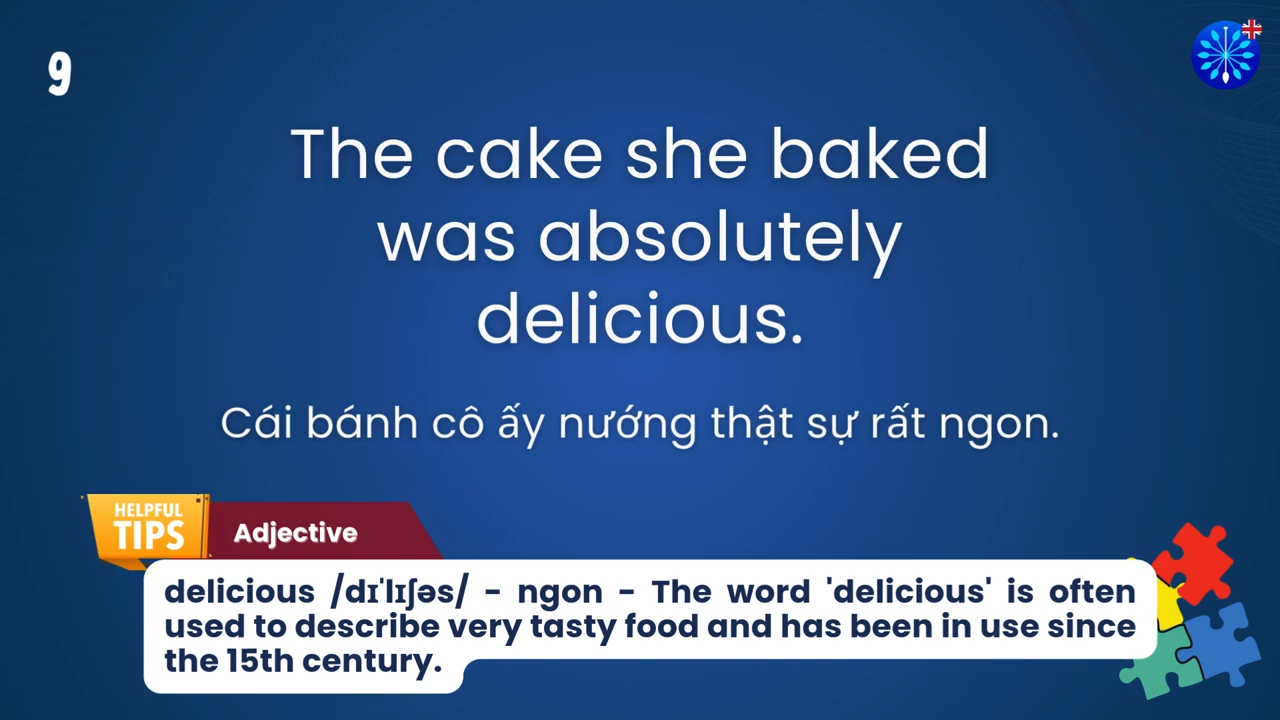 9
The cake she baked
was absolutely
delicious.
Cái bánh cô ấy nướng thật sự rất ngon.
HELPFUL
TIPS
Adjective
delicious /dɪˈlɪʃəs/ - ngon - The word 'delicious' is often
used to describe very tasty food and has been in use since
the 15th century.